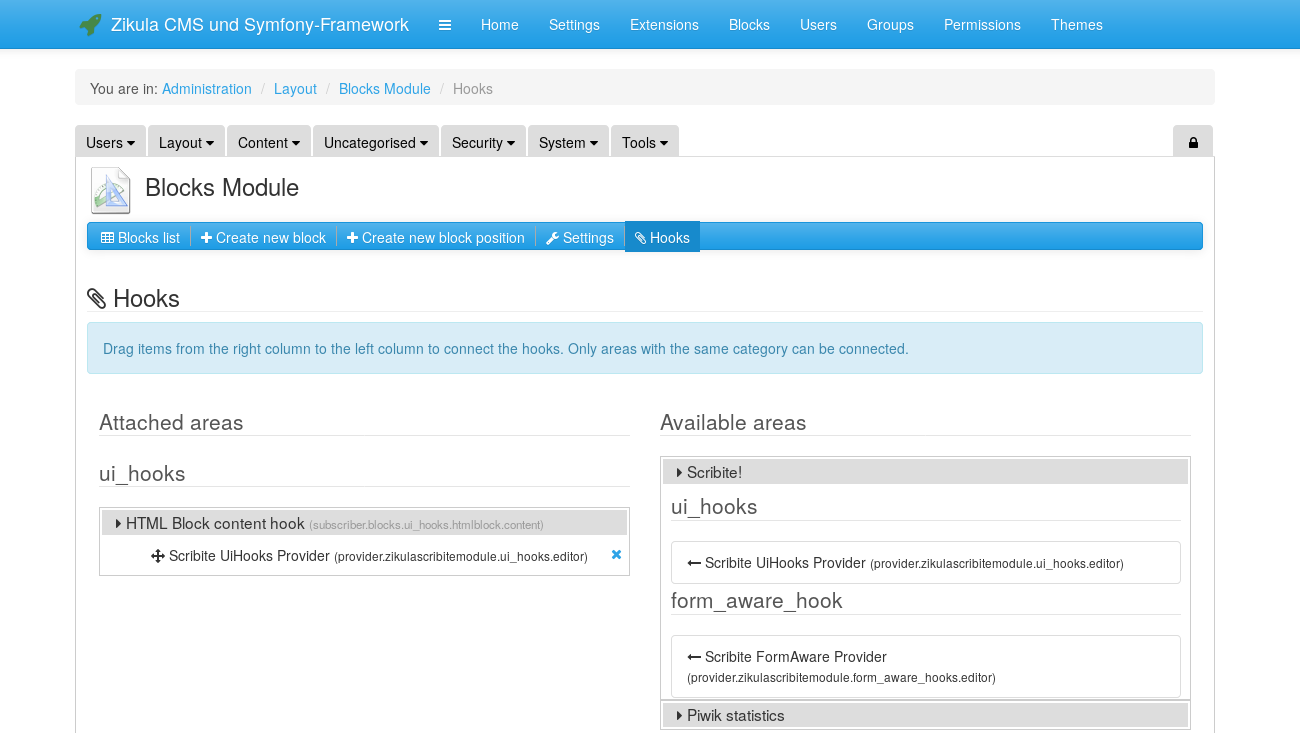 Zikula CMS und Symfony-Framework Home Settings Extensions Blocks Users Groups Permissions Themes
You are in: Administration / Layout / Blocks Module / Hooks
Users Layout Content Uncategorised Security System Tools
Blocks Module
Blocks list Create new block Create new block position Settings Hooks
Hooks
Drag items from the right column to the left column to connect the hooks. Only areas with the same category can be connected.
Attached areas
ui_hooks
HTML Block content hook (subscriber.blocks.ui_hooks.htmlblock.content)
Scribite UiHooks Provider (provider.zikulascribitemodule.ui_hooks.editor)
Available areas
Scribite!
ui_hooks
Scribite UiHooks Provider (provider.zikulascribitemodule.ui_hooks.editor)
form_aware_hook
Scribite FormAware Provider
(provider.zikulascribitemodule.form_aware_hooks.editor)
Piwik statistics